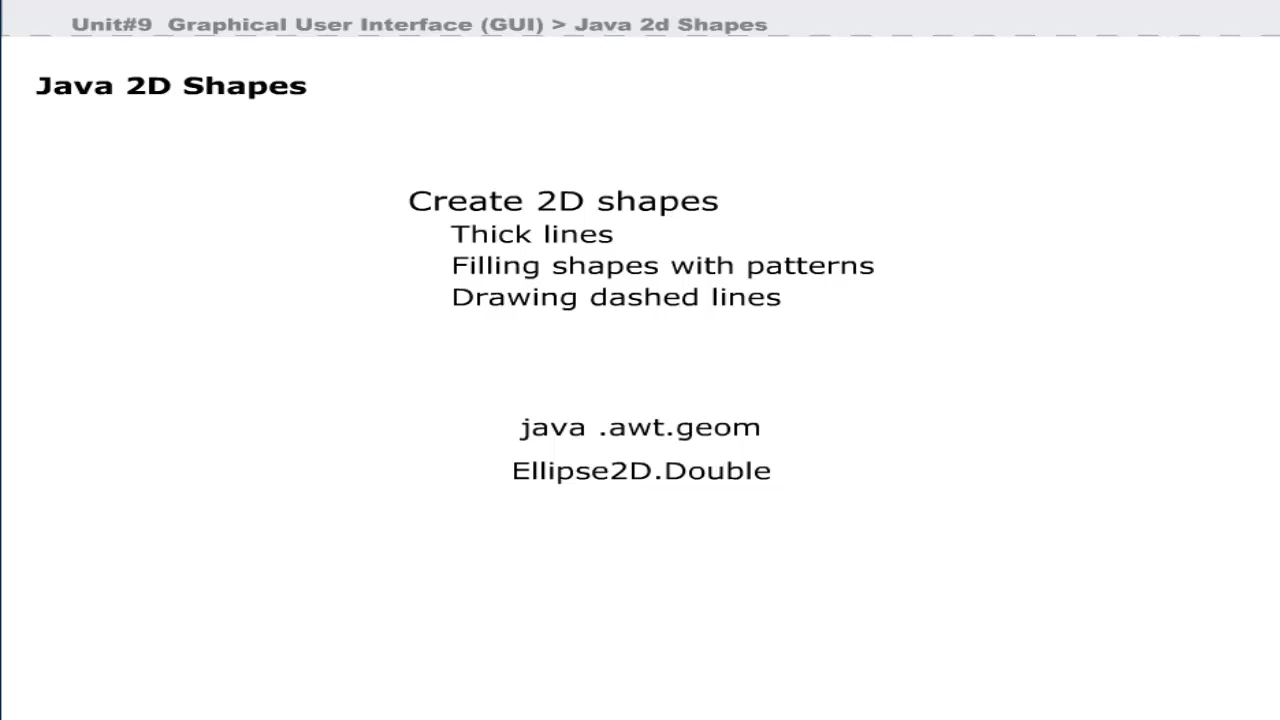 Unit#9 Graphical User Interface (GUI) > Java 2d Shapes
Java 2D Shapes
Create 2D shapes
Thick lines
Filling shapes with patterns
Drawing dashed lines
java .awt.geom
Ellipse2D.Double